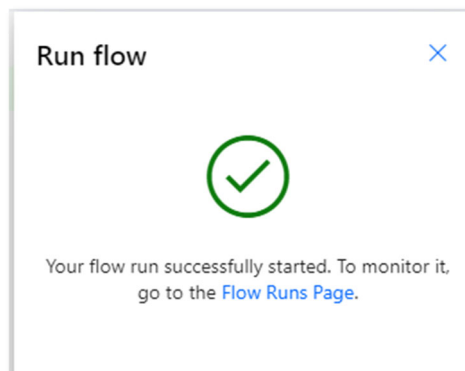 Run flow
Your flow run successfully started. To monitor it,
go to the Flow Runs Page.